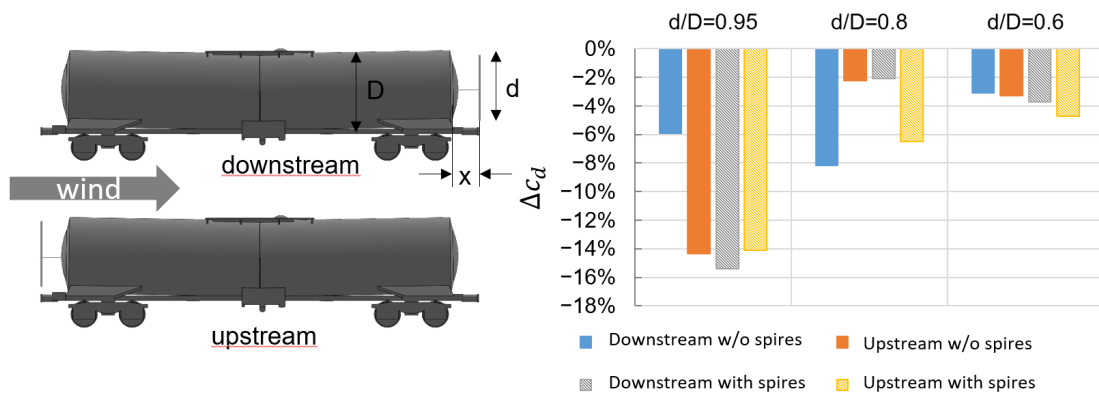 D
d
downstream
x
wind
upstream
d/D=0.95 d/D=0.8 d/D=0.6
0%
−2%
−4%
−6%
−8%
−10%
−12%
−14%
−16%
−18%
Δc_d
Downstream w/o spires Upstream w/o spires
Downstream with spires Upstream with spires